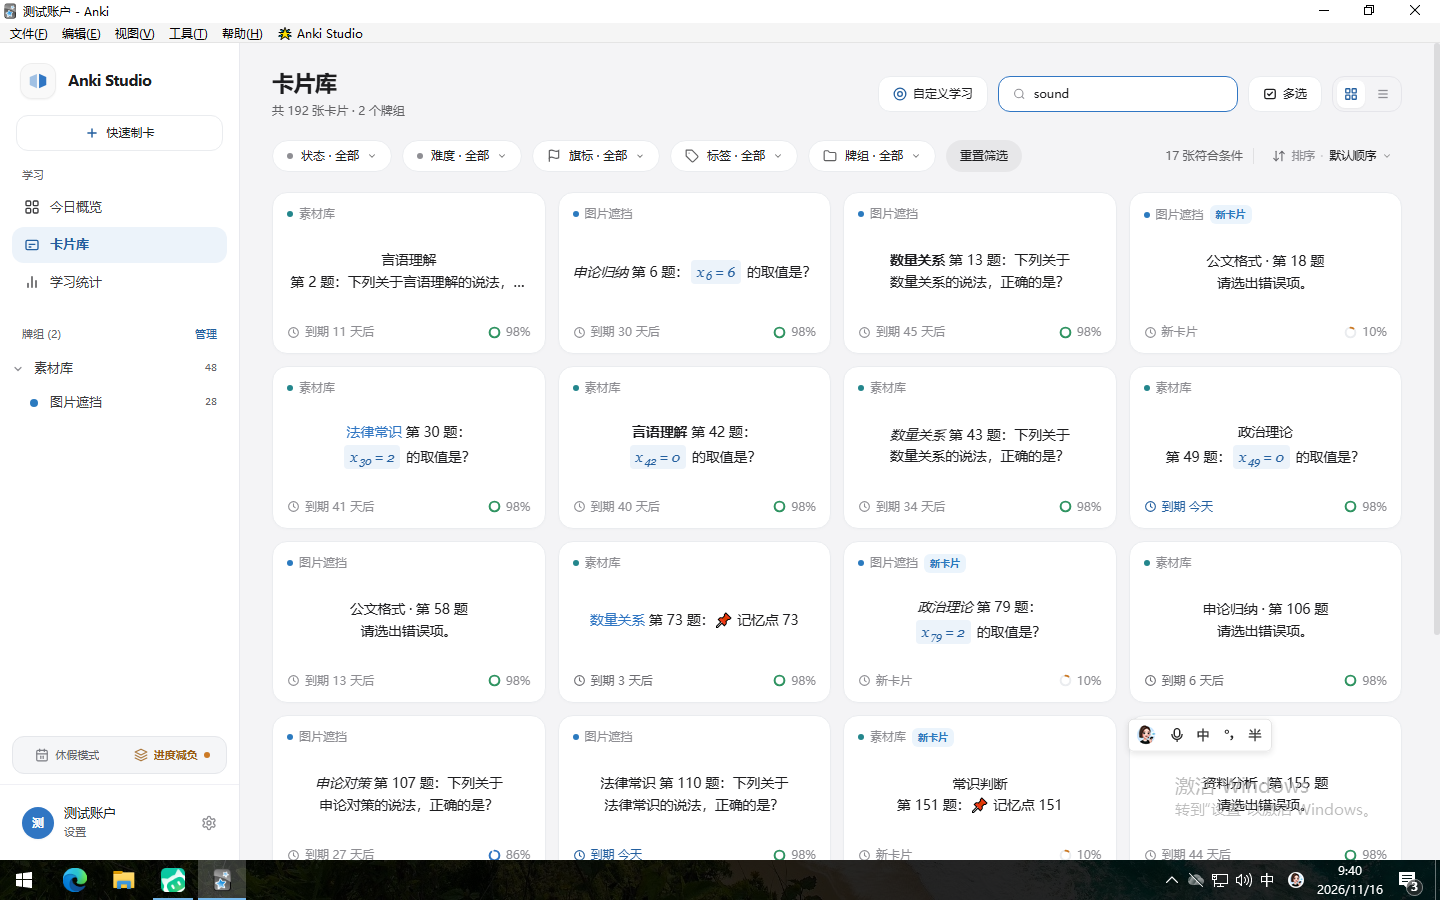 测试账户 - Anki
文件(F) 编辑(E) 视图(V) 工具(T) 帮助(H) Anki Studio
Anki Studio
快速制卡
学习
今日概览
卡片库
学习统计
牌组 (2) 管理
素材库 48
图片遮挡 28
休假模式 进度减负
测 测试账户
设置
卡片库
共 192 张卡片 · 2 个牌组
自定义学习 sound 多选
状态 · 全部 难度 · 全部 旗标 · 全部 标签 · 全部 牌组 · 全部 重置筛选 17 张符合条件 排序 · 默认顺序
素材库
言语理解
第 2 题：下列关于言语理解的说法，...
到期 11 天后 98%
图片遮挡
申论归纳 第 6 题： x6 = 6 的取值是？
到期 30 天后 98%
图片遮挡
数量关系 第 13 题：下列关于
数量关系的说法，正确的是？
到期 45 天后 98%
图片遮挡 新卡片
公文格式 · 第 18 题
请选出错误项。
新卡片 10%
素材库
法律常识 第 30 题：
x30 = 2 的取值是？
到期 41 天后 98%
素材库
言语理解 第 42 题：
x42 = 0 的取值是？
到期 40 天后 98%
素材库
数量关系 第 43 题：下列关于
数量关系的说法，正确的是？
到期 34 天后 98%
素材库
政治理论
第 49 题： x49 = 0 的取值是？
到期 今天 98%
图片遮挡
公文格式 · 第 58 题
请选出错误项。
到期 13 天后 98%
素材库
数量关系 第 73 题：📌 记忆点 73
到期 3 天后 98%
图片遮挡 新卡片
政治理论 第 79 题：
x79 = 2 的取值是？
新卡片 10%
素材库
申论归纳 · 第 106 题
请选出错误项。
到期 6 天后 98%
图片遮挡
申论对策 第 107 题：下列关于
申论对策的说法，正确的是？
到期 27 天后 86%
图片遮挡
法律常识 第 110 题：下列关于
法律常识的说法，正确的是？
到期 今天 98%
素材库 新卡片
常识判断
第 151 题：📌 记忆点 151
新卡片 10%
中 °, 半
资料分析 · 第 155 题
请选出错误项。
到期 44 天后 98%
激活 Windows
转到"设置"以激活 Windows。
中 9:40
2026/11/16 3